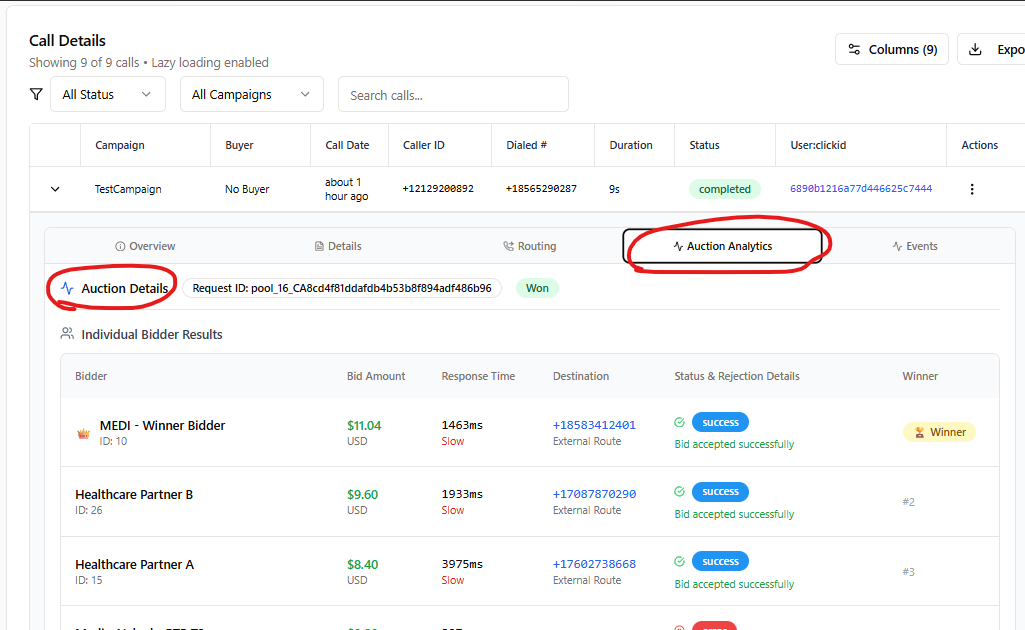 Call Details
Showing 9 of 9 calls • Lazy loading enabled
Columns (9)
Expo
All Status
All Campaigns
Search calls...
Campaign Buyer Call Date Caller ID Dialed # Duration Status User:clickid Actions
TestCampaign No Buyer about 1 hour ago +12129200892 +18565290287 9s completed 6890b1216a77d446625c7444
Overview Details Routing Auction Analytics Events
Auction Details Request ID: pool_16_CA8cd4f81ddafdb4b53b8f894adf486b96 Won
Individual Bidder Results
Bidder Bid Amount Response Time Destination Status & Rejection Details Winner
MEDI - Winner Bidder $11.04 1463ms +18583412401 success Winner
ID: 10 USD Slow External Route Bid accepted successfully
Healthcare Partner B $9.60 1933ms +17087870290 success #2
ID: 26 USD Slow External Route Bid accepted successfully
Healthcare Partner A $8.40 3975ms +17602738668 success #3
ID: 15 USD Slow External Route Bid accepted successfully